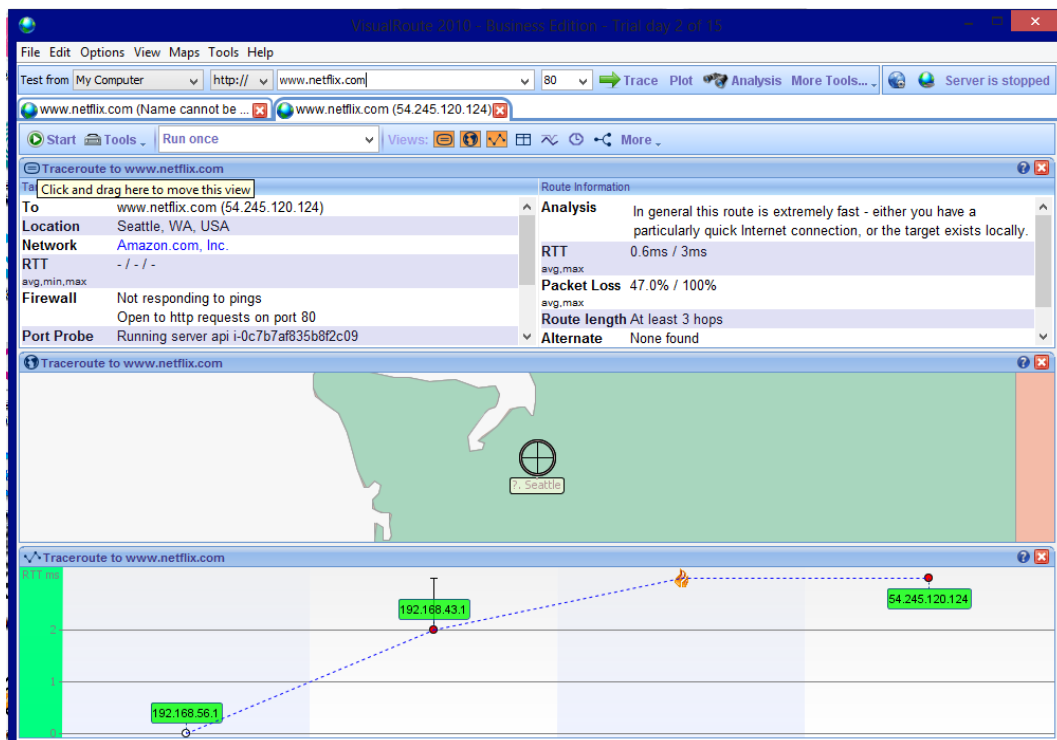 VisualRoute 2010 - Business Edition - Trial day 2 of 15
File Edit Options View Maps Tools Help
Test from My Computer http:// www.netflix.com 80 Trace Plot Analysis More Tools... Server is stopped
www.netflix.com (Name cannot be ... www.netflix.com (54.245.120.124)
Start Tools Run once Views: More
Traceroute to www.netflix.com
Click and drag here to move this view
Route Information
To www.netflix.com (54.245.120.124)
Location Seattle, WA, USA
Network Amazon.com, Inc.
RTT - / - / -
avg,min,max
Firewall Not responding to pings
Open to http requests on port 80
Port Probe Running server api i-0c7b7af835b8f2c09
Analysis In general this route is extremely fast - either you have a
particularly quick Internet connection, or the target exists locally.
RTT 0.6ms / 3ms
avg,max
Packet Loss 47.0% / 100%
avg,max
Route length At least 3 hops
Alternate None found
Traceroute to www.netflix.com
?. Seattle
Traceroute to www.netflix.com
RTT ms
192.168.43.1
54.245.120.124
2
1
192.168.56.1
0